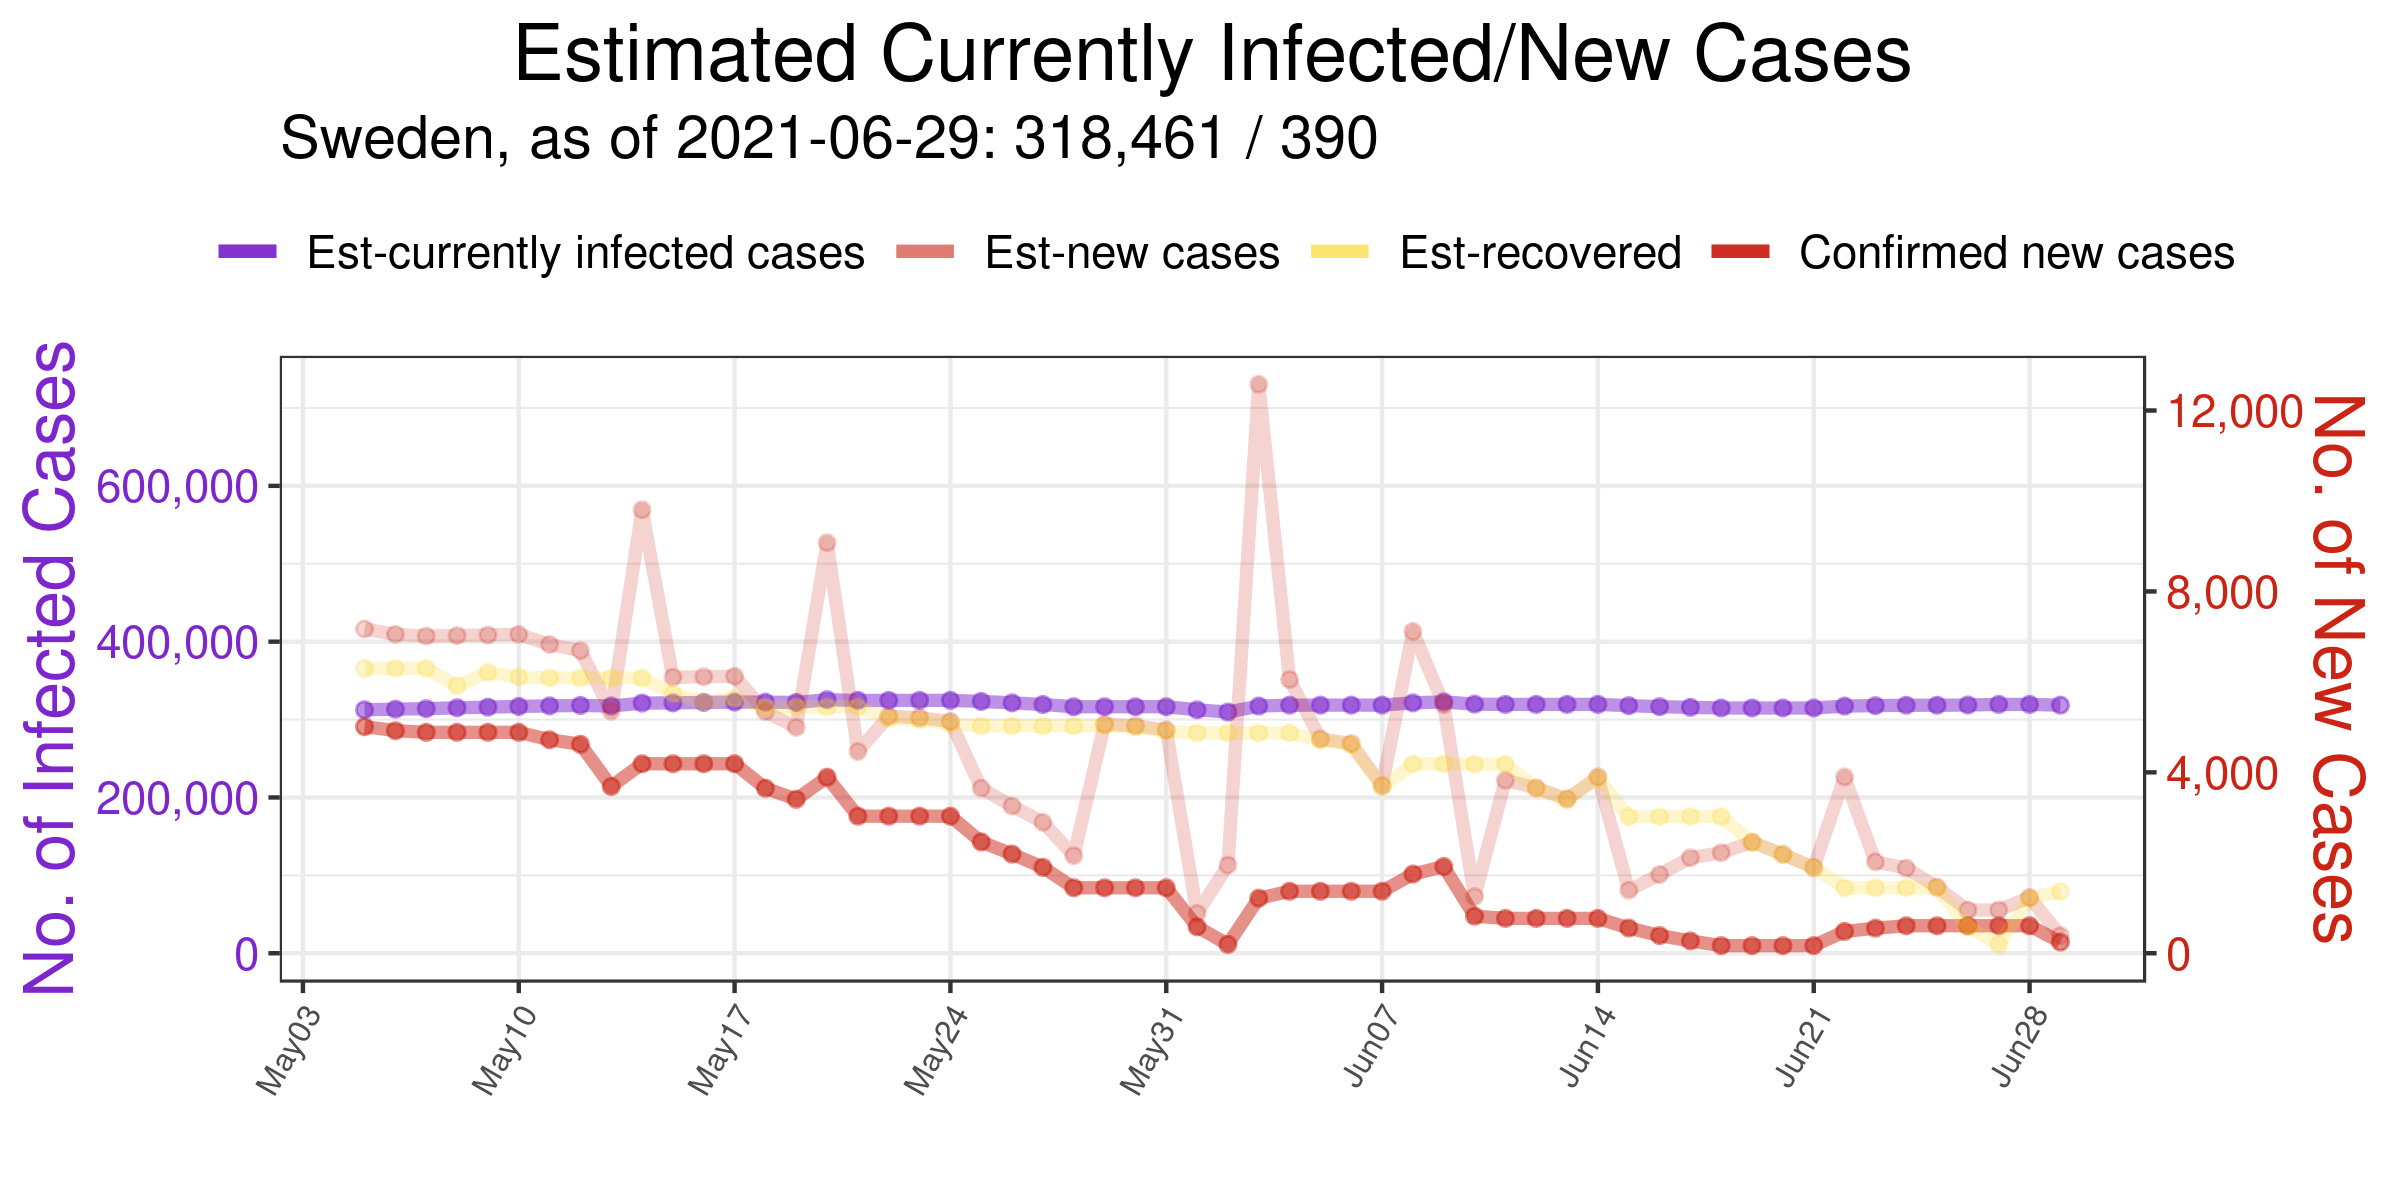 Estimated Currently Infected/New Cases
Sweden, as of 2021-06-29: 318,461 / 390
Est-currently infected cases
Est-new cases
Est-recovered
Confirmed new cases
No. of Infected Cases
600,000
400,000
200,000
0
12,000
8,000
4,000
0
No. of New Cases
May03
May10
May17
May24
May31
Jun07
Jun14
Jun21
Jun28